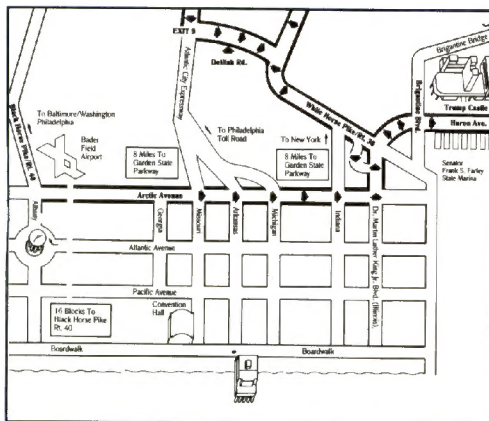 EXIT 9
Delilah Rd.
Atlantic City Expressway
Brigantine Bridge
Brigantine Blvd.
Trump Castle
Huron Ave.
Black Horse Pike/Rt. 40
To Baltimore/Washington
Philadelphia
Bader
Field
Airport
To Philadelphia
Toll Road
White Horse Pike/Rt. 30
To New York
8 Miles To
Garden State
Parkway
8 Miles To
Garden State
Parkway
Senator
Frank S. Farley
State Marina
Arctic Avenue
Albany
Georgia
Missouri
Arkansas
Michigan
Indiana
Dr. Martin Luther King Jr. Blvd. (Illinois).
Atlantic Avenue
Pacific Avenue
16 Blocks To
Black Horse Pike
Rt. 40
Convention
Hall
Boardwalk
Boardwalk